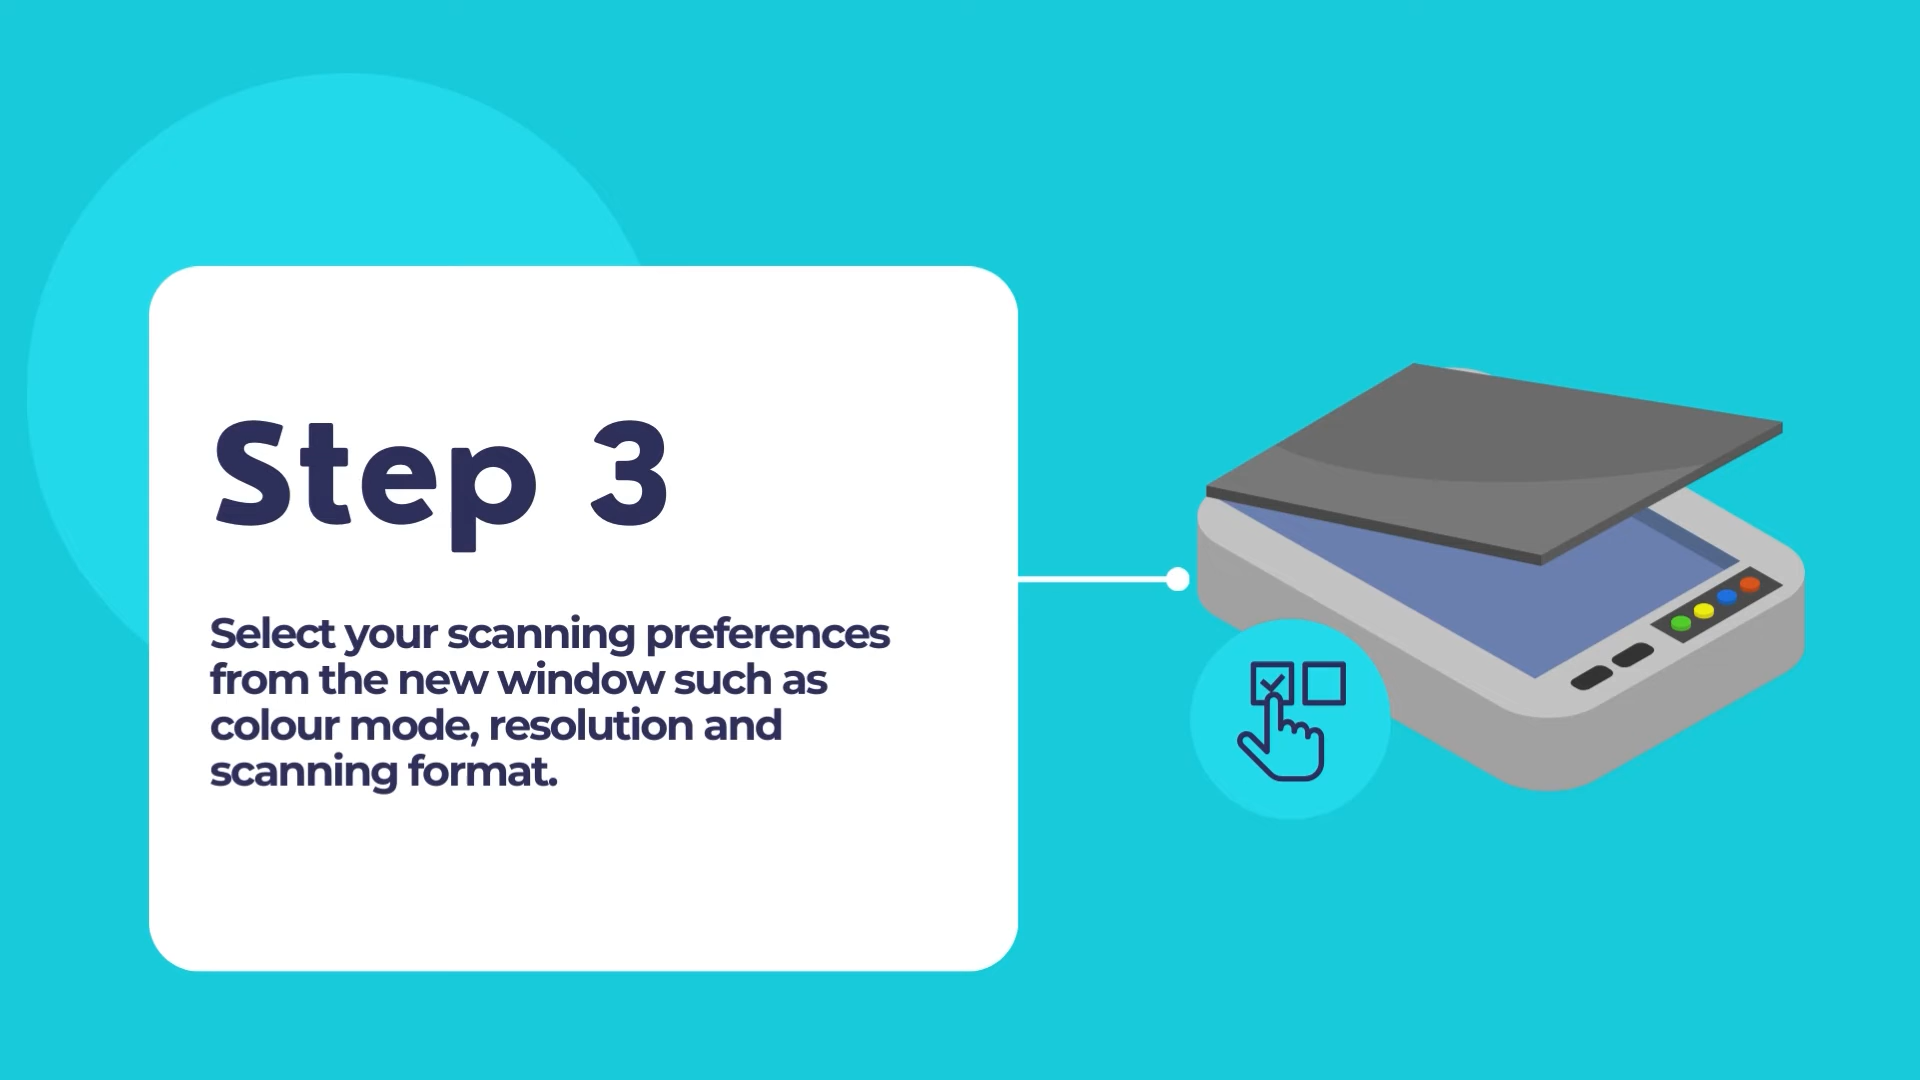 Step 3
Select your scanning preferences
from the new window such as
colour mode, resolution and
scanning format.